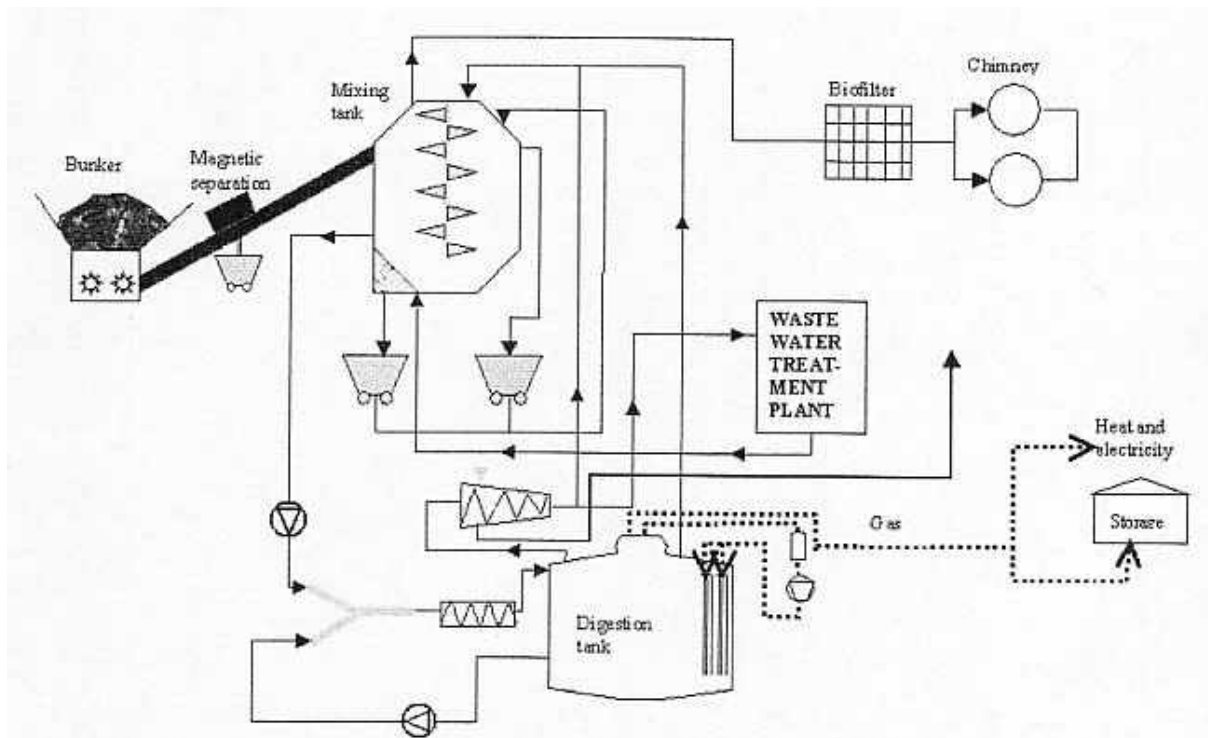 Chimney
Mixing
tank
Biofilter
Bunker
Magnetic
separation
WASTE
WATER
TREAT-
MENT
PLANT
Heat and
electricity
Gas
Storage
Digestion
tank